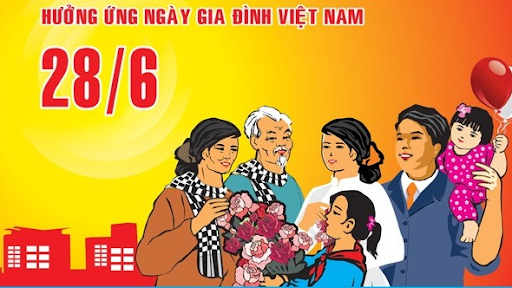 HƯỞNG ỨNG NGÀY GIA ĐÌNH VIỆT NAM
28/6